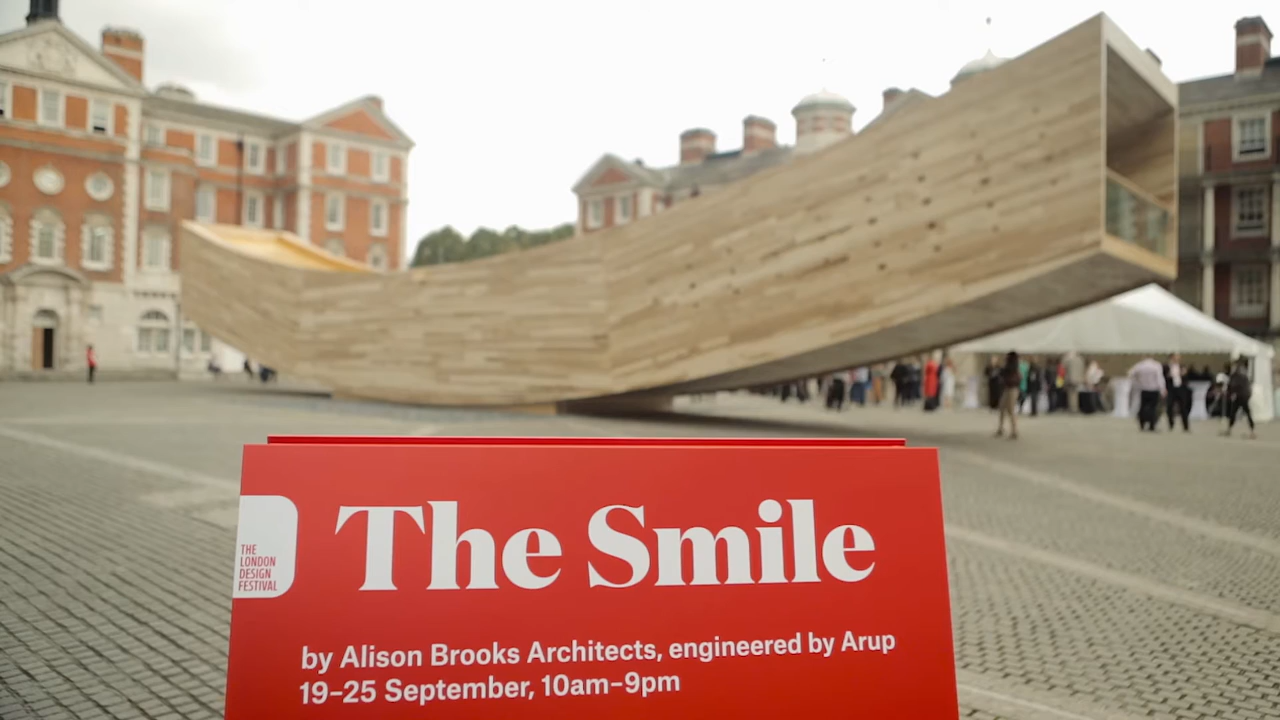 The Smile
THE
LONDON
DESIGN
FESTIVAL
by Alison Brooks Architects, engineered by Arup
19–25 September, 10am–9pm